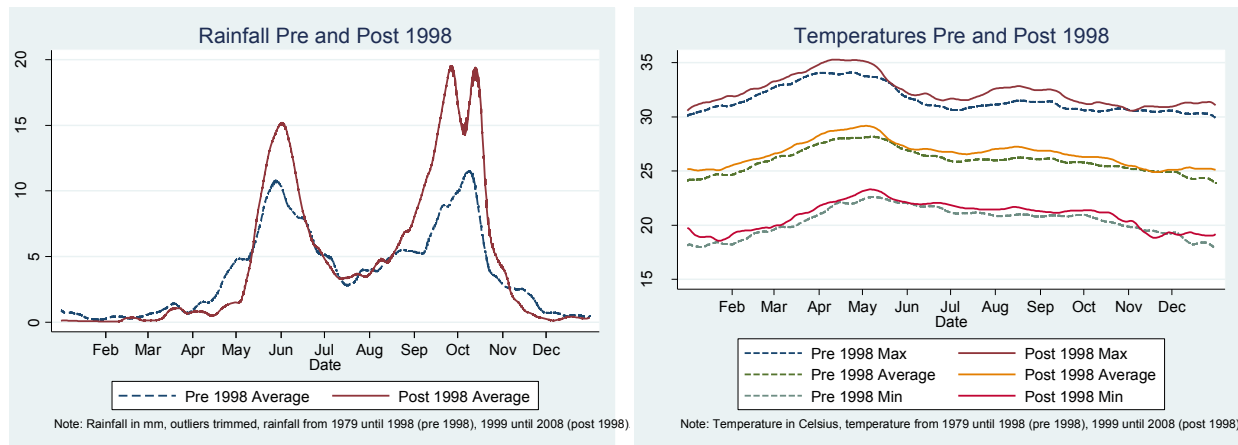 Rainfall Pre and Post 1998
20
15
10
5
0
Feb Mar Apr May Jun Jul Aug Sep Oct Nov Dec
Date
Pre 1998 Average Post 1998 Average
Note: Rainfall in mm, outliers trimmed, rainfall from 1979 until 1998 (pre 1998), 1999 until 2008 (post 1998)
Temperatures Pre and Post 1998
35
30
25
20
15
Feb Mar Apr May Jun Jul Aug Sep Oct Nov Dec
Date
Pre 1998 Max Post 1998 Max
Pre 1998 Average Post 1998 Average
Pre 1998 Min Post 1998 Min
Note: Temperature in Celsius, temperature from 1979 until 1998 (pre 1998), 1999 until 2008 (post 1998)